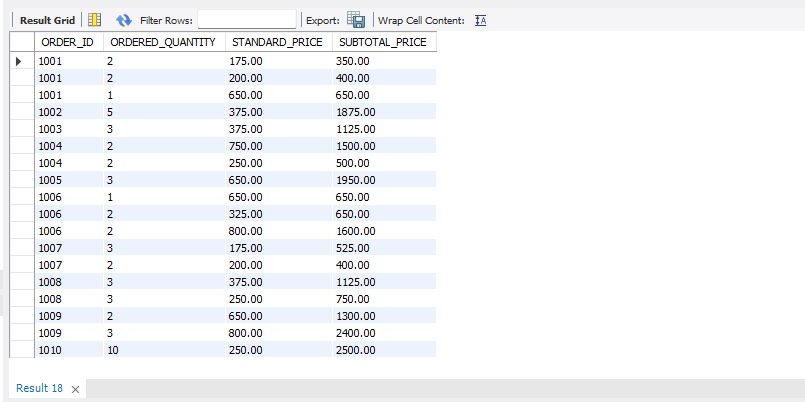 Result Grid Filter Rows: Export: Wrap Cell Content:
ORDER_ID ORDERED_QUANTITY STANDARD_PRICE SUBTOTAL_PRICE
1001 2 175.00 350.00
1001 2 200.00 400.00
1001 1 650.00 650.00
1002 5 375.00 1875.00
1003 3 375.00 1125.00
1004 2 750.00 1500.00
1004 2 250.00 500.00
1005 3 650.00 1950.00
1006 1 650.00 650.00
1006 2 325.00 650.00
1006 2 800.00 1600.00
1007 3 175.00 525.00
1007 2 200.00 400.00
1008 3 375.00 1125.00
1008 3 250.00 750.00
1009 2 650.00 1300.00
1009 3 800.00 2400.00
1010 10 250.00 2500.00
Result 18